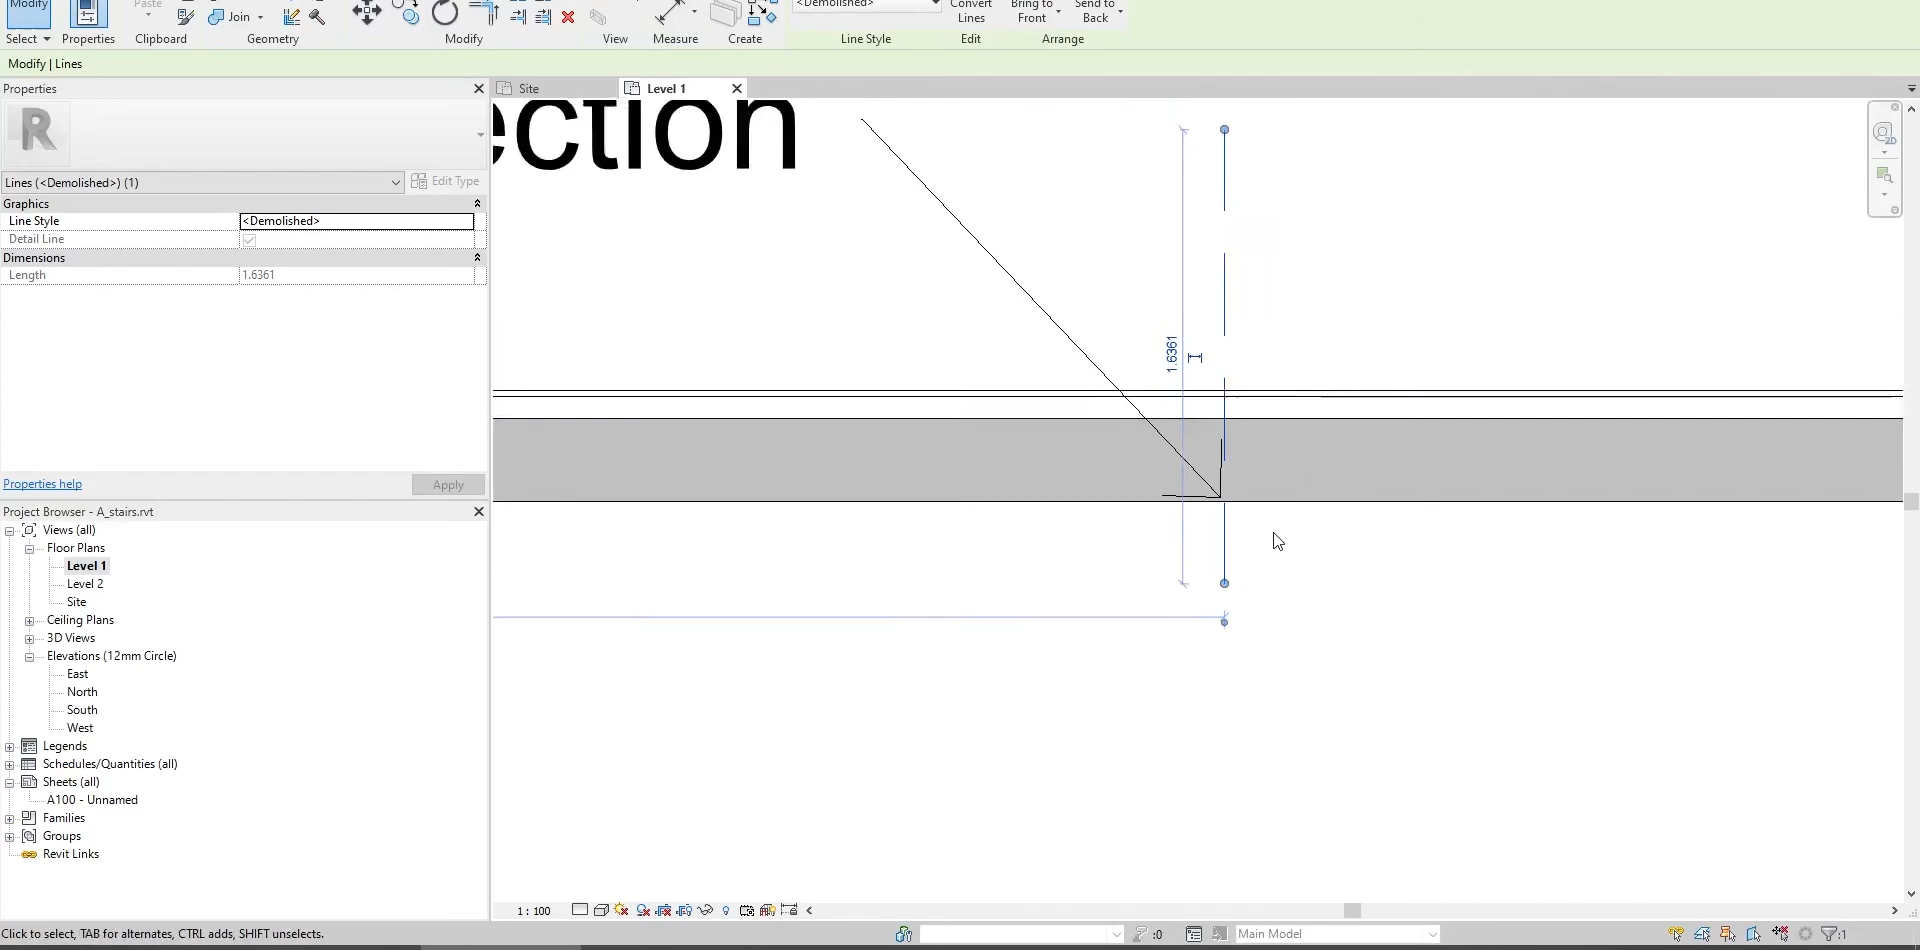 Modify
Paste
<Demolished>
Convert Lines
Bring to Front
Send to Back
Join
Select
Properties
Clipboard
Geometry
Modify
View
Measure
Create
Line Style
Edit
Arrange
Modify | Lines
Properties
Site
Level 1
ection
2D
R
Lines (<Demolished>) (1)
Edit Type
Graphics
Line Style
<Demolished>
Detail Line
Dimensions
Length
1.6361
1.6361
Properties help
Apply
Project Browser - A_stairs.rvt
Views (all)
Floor Plans
Level 1
Level 2
Site
Ceiling Plans
3D Views
Elevations (12mm Circle)
East
North
South
West
Legends
Schedules/Quantities (all)
Sheets (all)
A100 - Unnamed
Families
Groups
Revit Links
1 : 100
Click to select, TAB for alternates, CTRL adds, SHIFT unselects.
:0
Main Model
:1